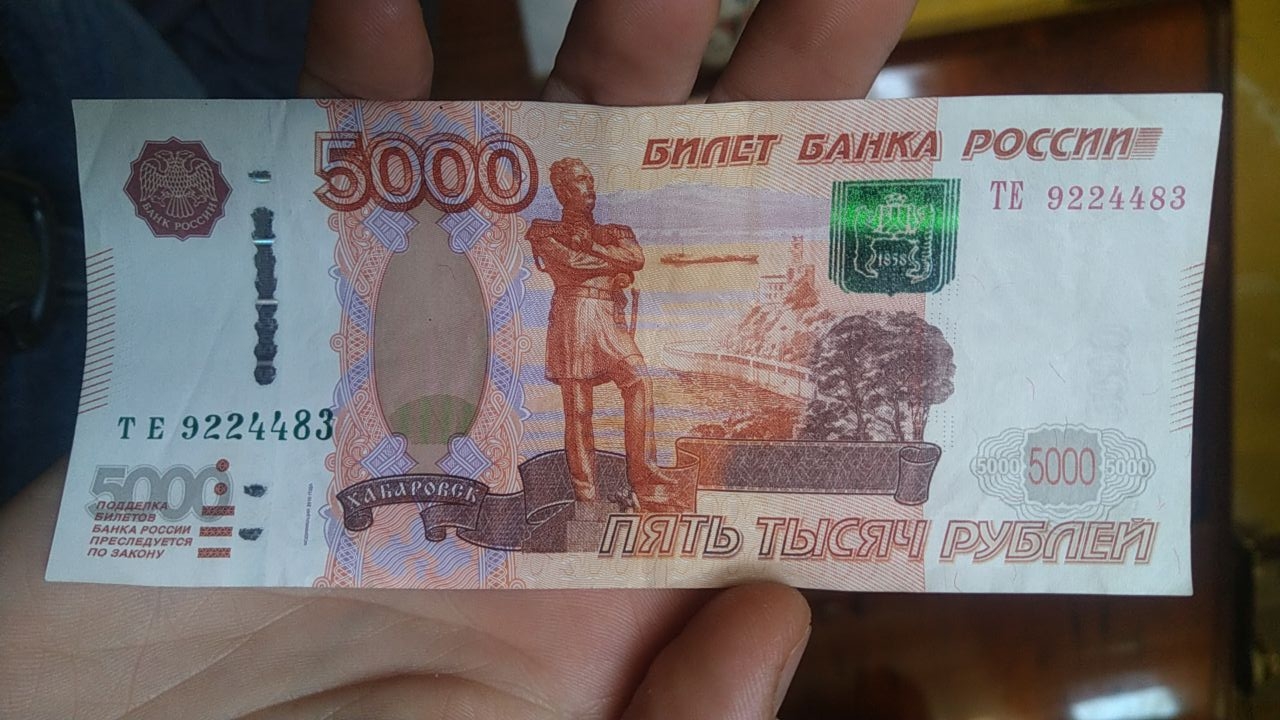 5000
БИЛЕТ БАНКА РОССИИ
БАНК РОССИИ
ТЕ 9224483
1858
ТЕ 9224483
5000
ПОДДЕЛКА
БИЛЕТОВ
БАНКА РОССИИ
ПРЕСЛЕДУЕТСЯ
ПО ЗАКОНУ
ХАБАРОВСК
5000 5000 5000
ПЯТЬ ТЫСЯЧ РУБЛЕЙ